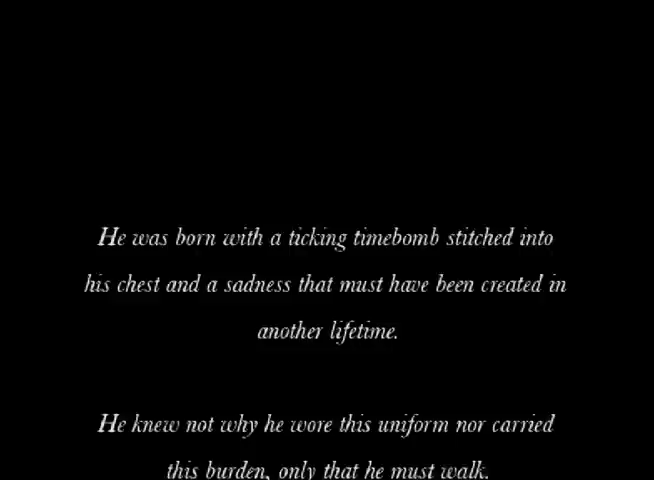 He was born with a ticking timebomb stitched into
his chest and a sadness that must have been created in
another lifetime.
He knew not why he wore this uniform nor carried
this burden, only that he must walk.